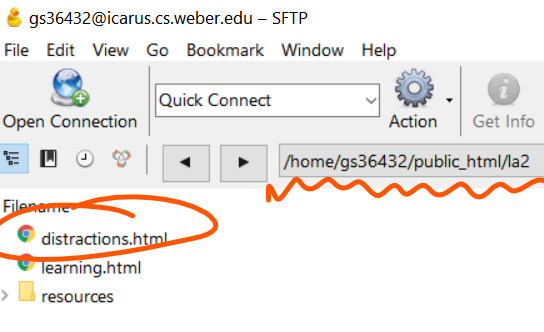 gs36432@icarus.cs.weber.edu – SFTP
File Edit View Go Bookmark Window Help
Quick Connect
Open Connection Action Get Info
/home/gs36432/public_html/la2
Filename
distractions.html
learning.html
resources